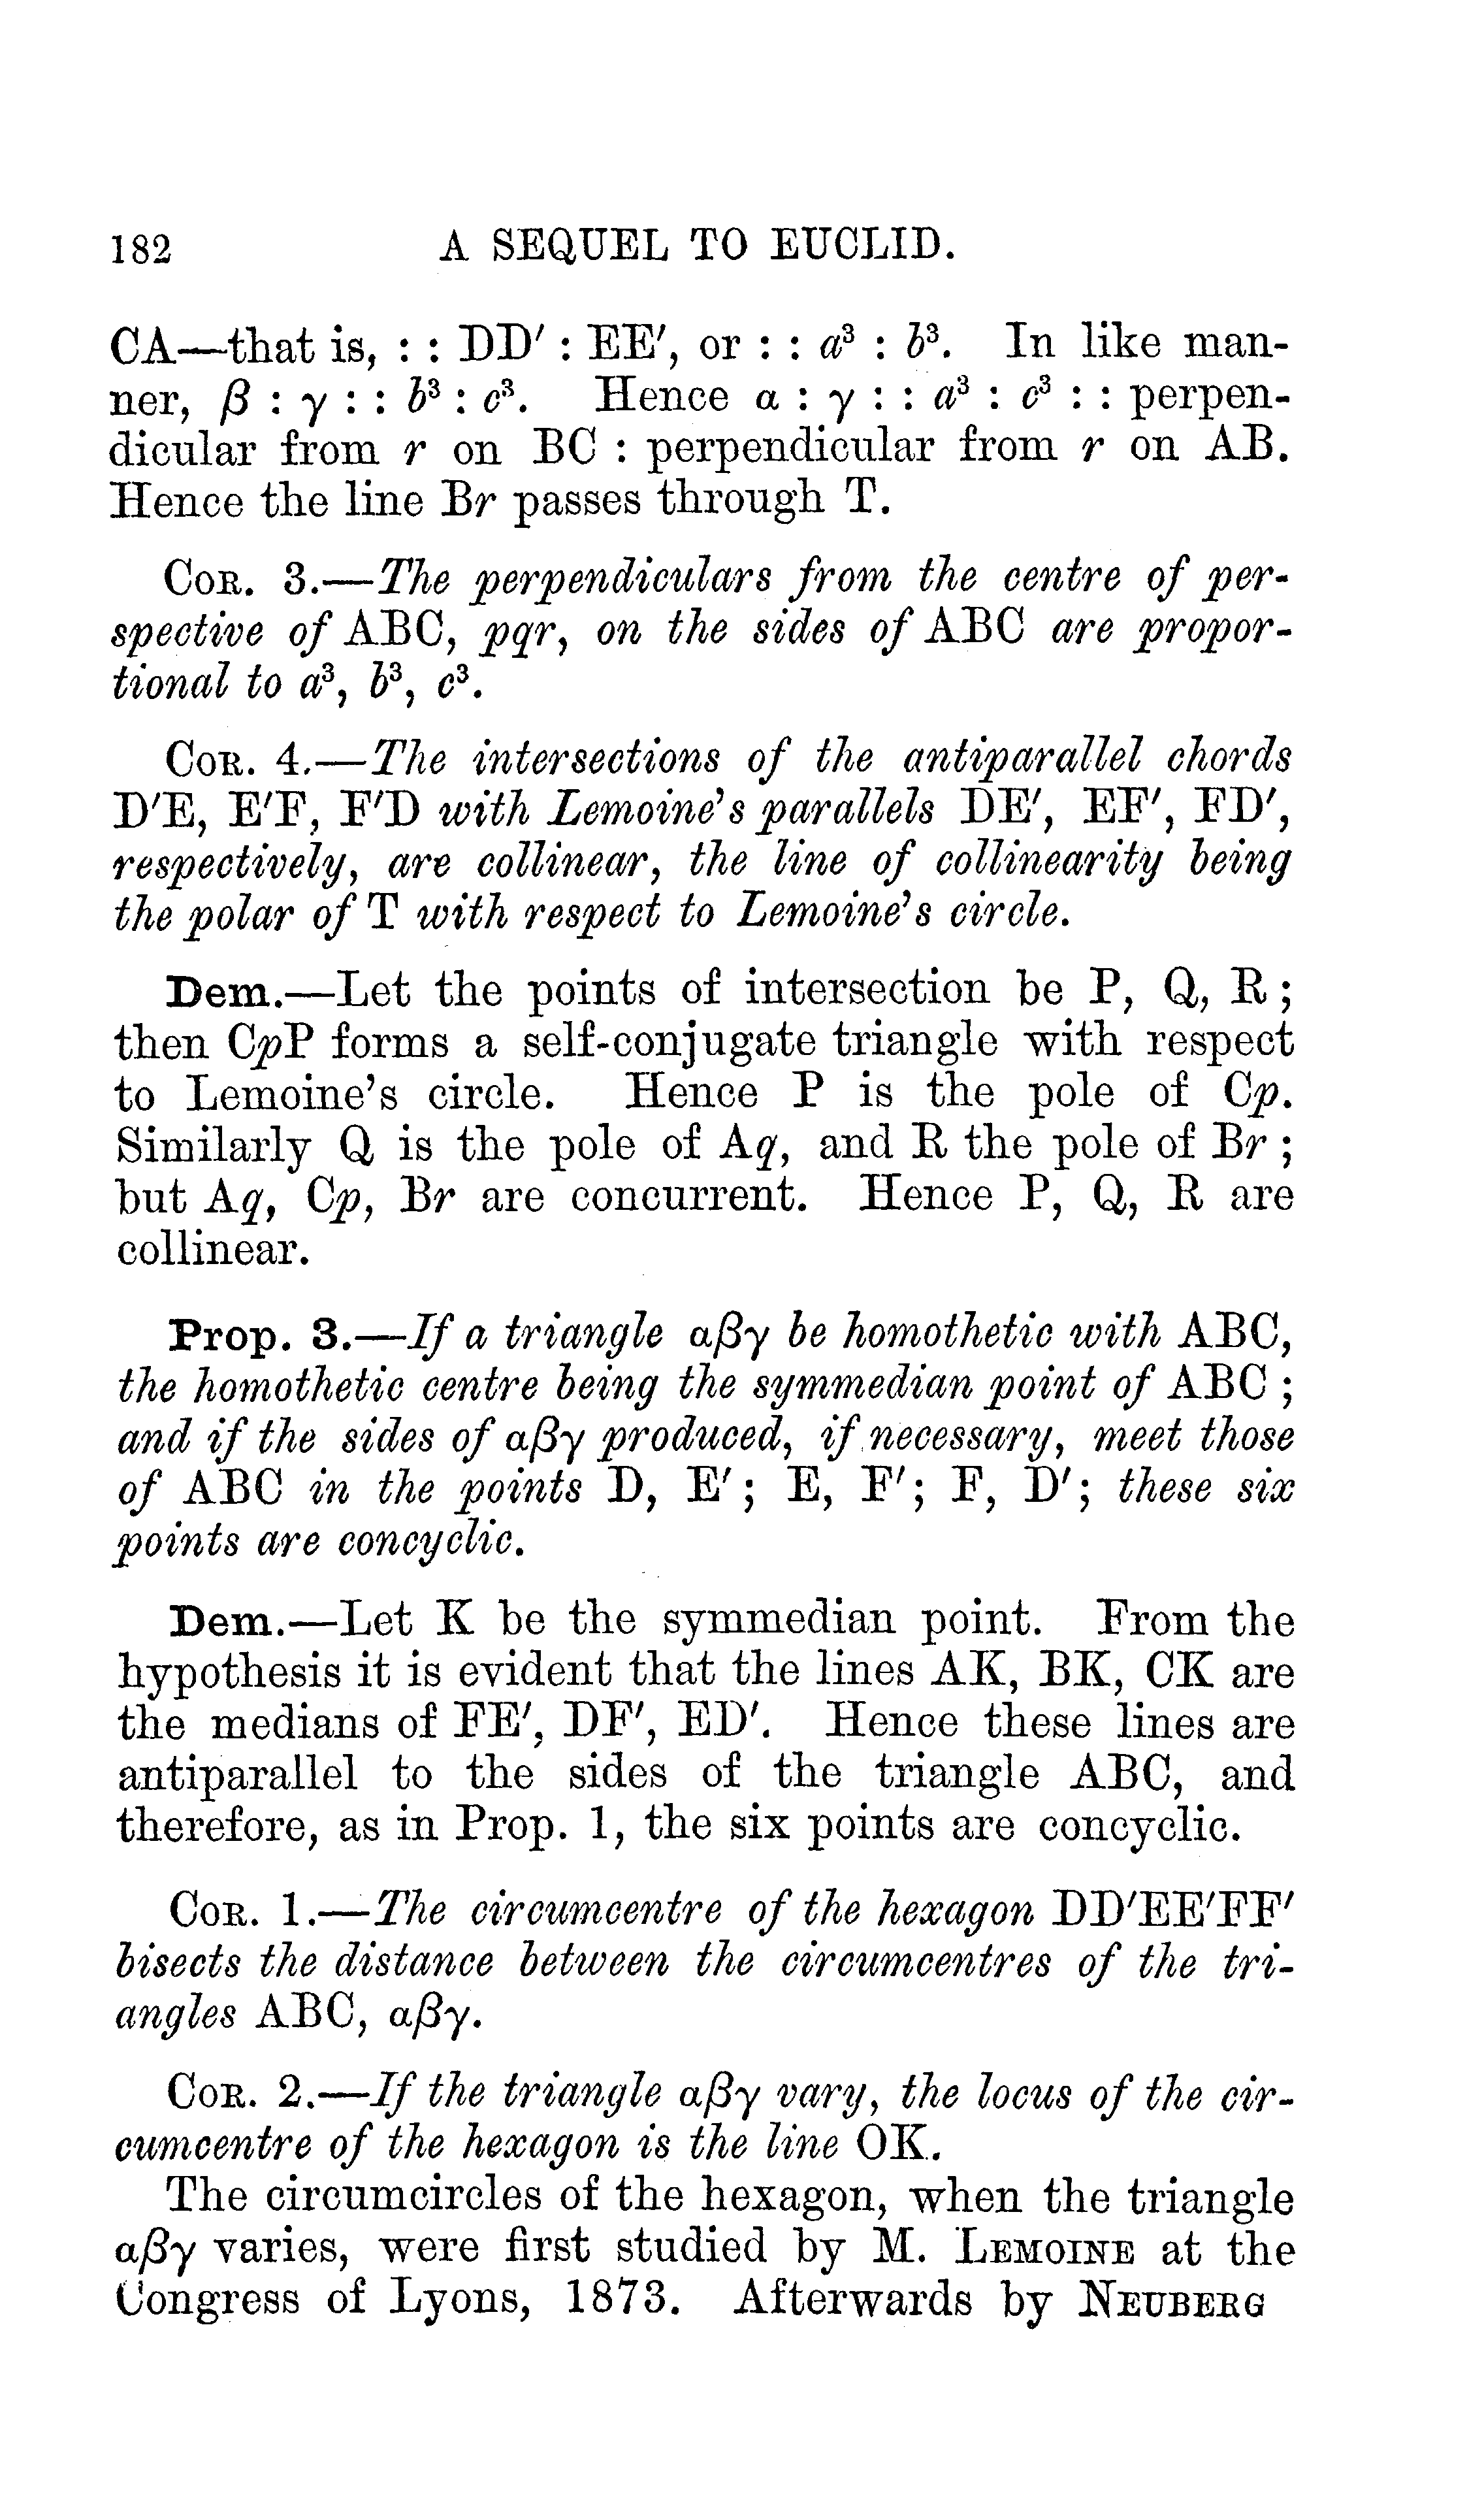 182 A SEQUEL TO EUCLID.
CA—that is, : : DD′ : EE′, or : : a³ : b³. In like man-
ner, β : γ : : b³ : c³. Hence α : γ : : a³ : c³ : : perpen-
dicular from r on BC : perpendicular from r on AB.
Hence the line Br passes through T.
COR. 3.—The perpendiculars from the centre of per-
spective of ABC, pqr, on the sides of ABC are propor-
tional to a³, b³, c³.
COR. 4.—The intersections of the antiparallel chords
D′E, E′F, F′D with Lemoine's parallels DE′, EF′, FD′,
respectively, are collinear, the line of collinearity being
the polar of T with respect to Lemoine's circle.
Dem.—Let the points of intersection be P, Q, R ;
then CpP forms a self-conjugate triangle with respect
to Lemoine's circle. Hence P is the pole of Cp.
Similarly Q is the pole of Aq, and R the pole of Br ;
but Aq, Cp, Br are concurrent. Hence P, Q, R are
collinear.
Prop. 3.—If a triangle αβγ be homothetic with ABC,
the homothetic centre being the symmedian point of ABC ;
and if the sides of αβγ produced, if necessary, meet those
of ABC in the points D, E′ ; E, F′ ; F, D′ ; these six
points are concyclic.
Dem.—Let K be the symmedian point. From the
hypothesis it is evident that the lines AK, BK, CK are
the medians of FE′, DF′, ED′. Hence these lines are
antiparallel to the sides of the triangle ABC, and
therefore, as in Prop. 1, the six points are concyclic.
COR. 1.—The circumcentre of the hexagon DD′EE′FF′
bisects the distance between the circumcentres of the tri-
angles ABC, αβγ.
COR. 2.—If the triangle αβγ vary, the locus of the cir-
cumcentre of the hexagon is the line OK.
The circumcircles of the hexagon, when the triangle
αβγ varies, were first studied by M. LEMOINE at the
Congress of Lyons, 1873. Afterwards by NEUBERG